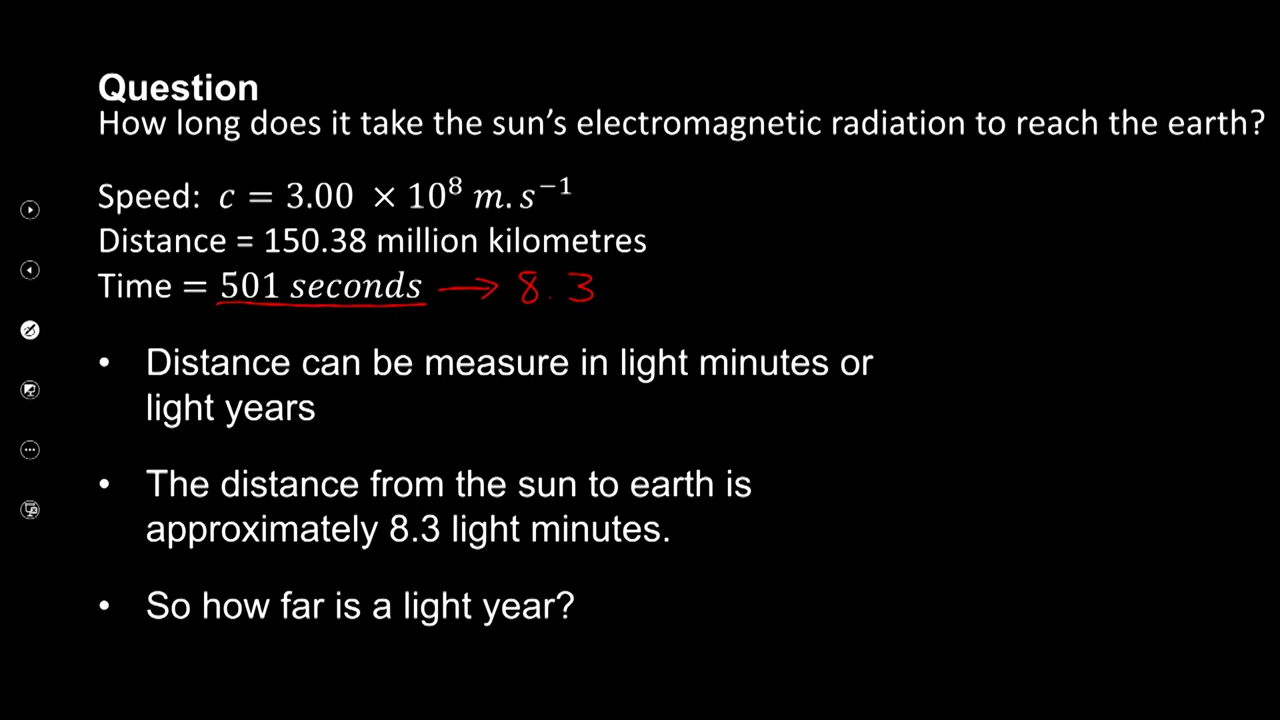 Question
How long does it take the sun's electromagnetic radiation to reach the earth?
Speed: c = 3.00 × 10⁸ m. s⁻¹
Distance = 150.38 million kilometres
Time = 501 seconds → 8.3
• Distance can be measure in light minutes or
light years
• The distance from the sun to earth is
approximately 8.3 light minutes.
• So how far is a light year?